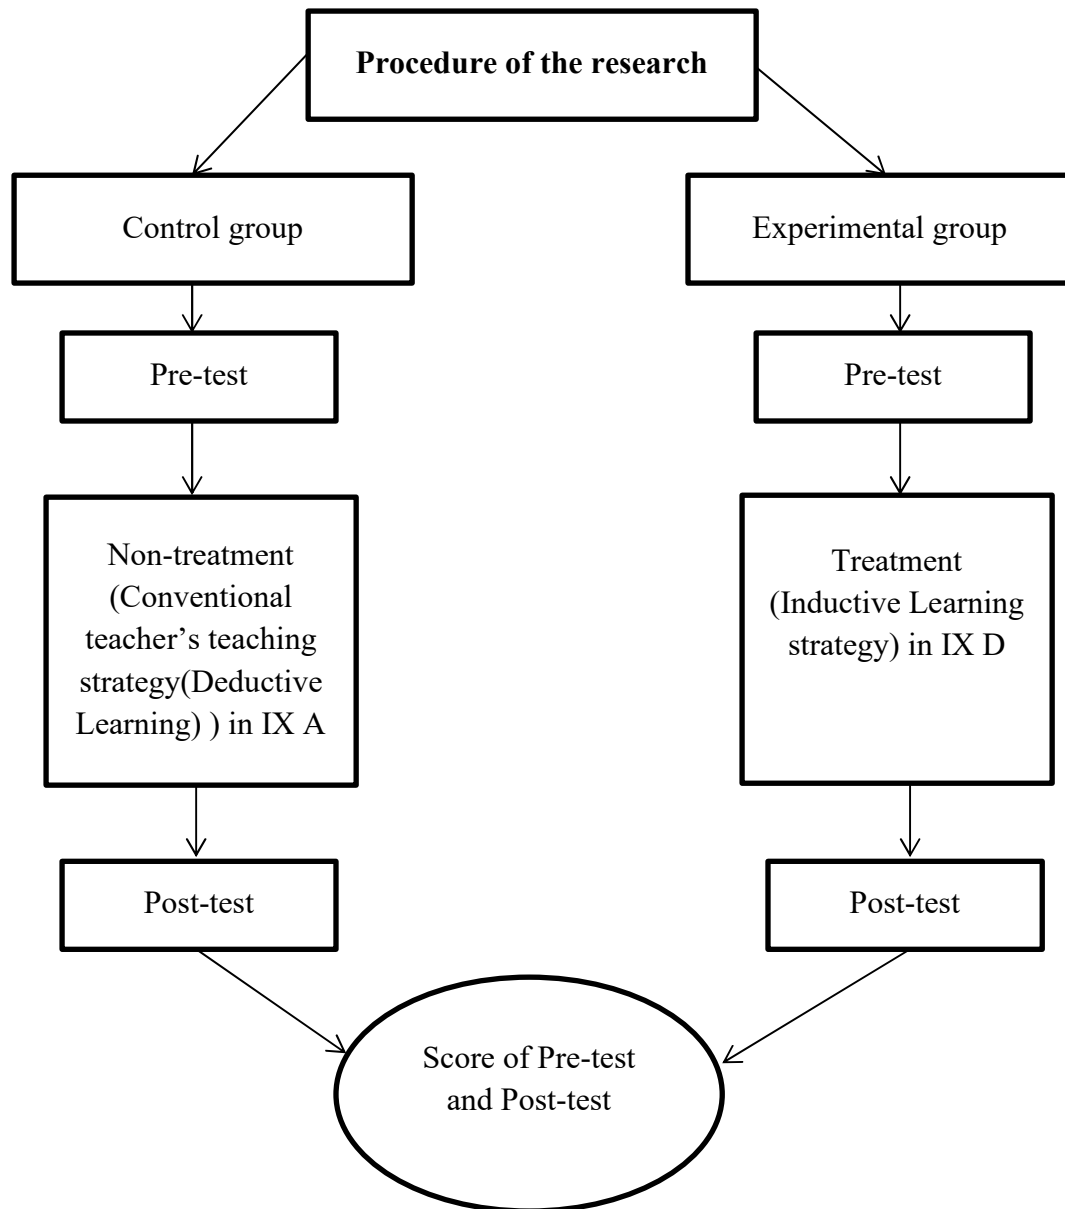 Procedure of the research
Control group
Experimental group
Pre-test
Pre-test
Non-treatment
(Conventional
teacher’s teaching
strategy(Deductive
Learning) ) in IX A
Treatment
(Inductive Learning
strategy) in IX D
Post-test
Post-test
Score of Pre-test
and Post-test